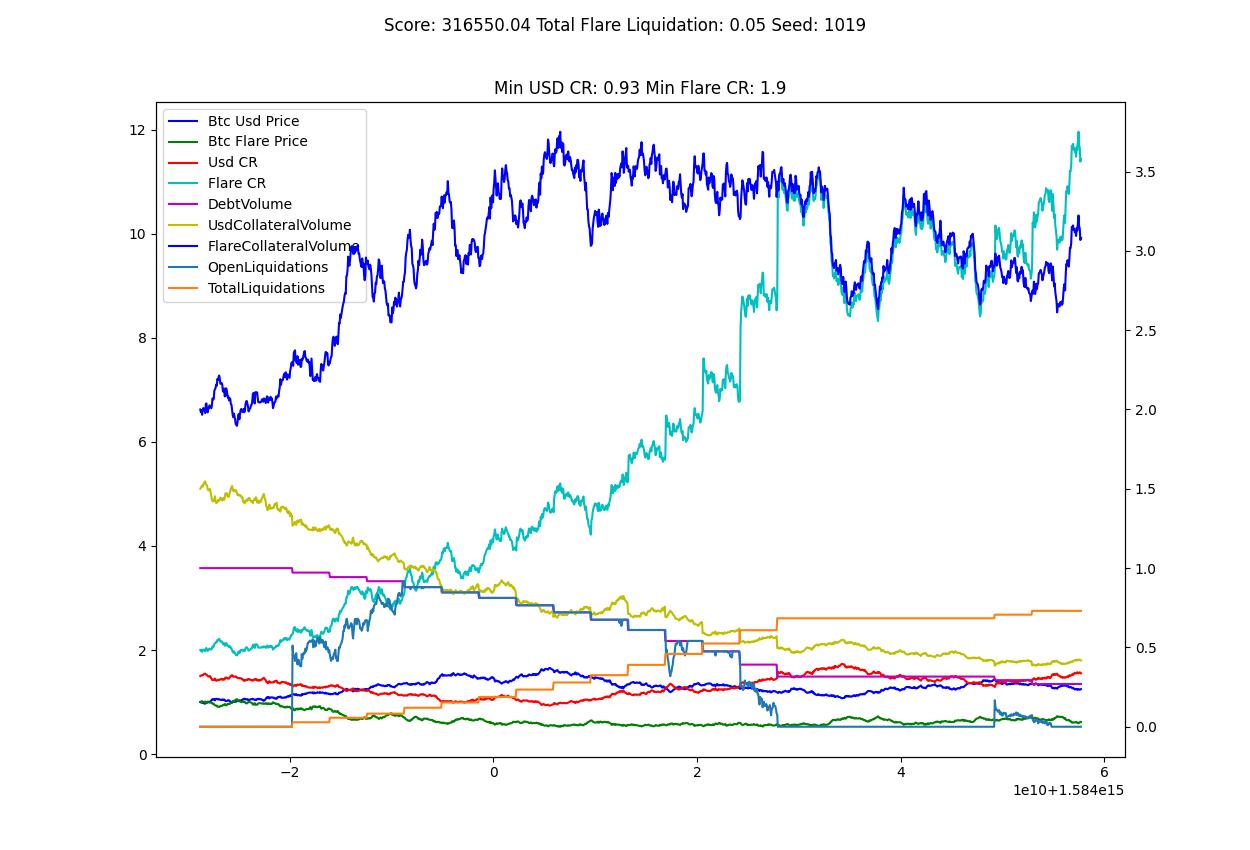 Score: 316550.04 Total Flare Liquidation: 0.05 Seed: 1019
Min USD CR: 0.93 Min Flare CR: 1.9
Btc Usd Price
Btc Flare Price
Usd CR
Flare CR
DebtVolume
UsdCollateralVolume
FlareCollateralVolume
OpenLiquidations
TotalLiquidations
12
10
8
6
4
2
0
3.5
3.0
2.5
2.0
1.5
1.0
0.5
0.0
−2
0
2
4
6
1e10+1.584e15